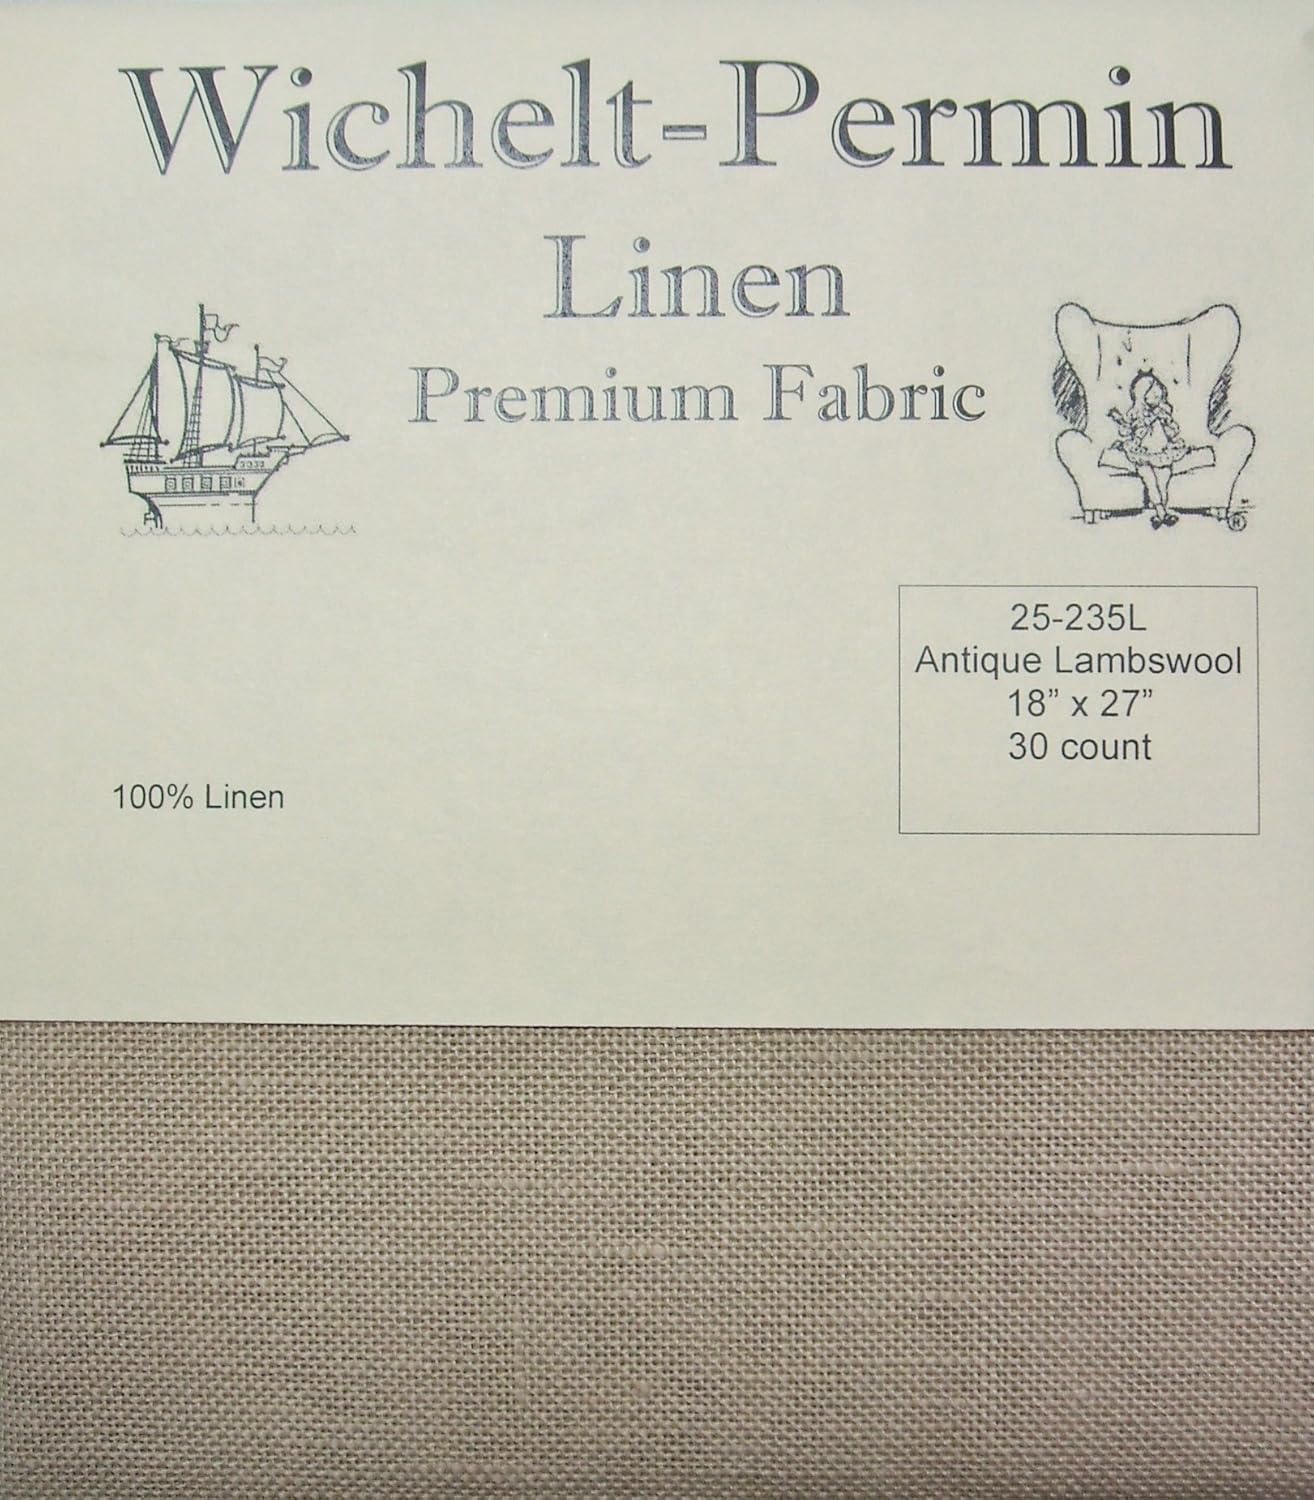 Wichelt-Permin
Linen
Premium Fabric
®
25-235L
Antique Lambswool
18” x 27”
30 count
100% Linen